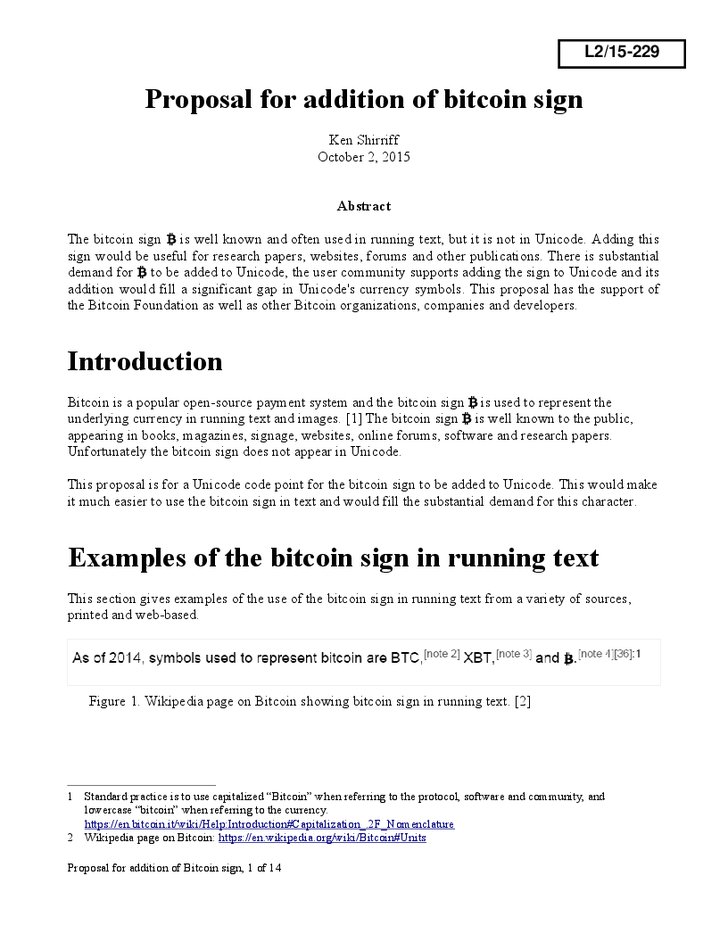 L2/15-229
Proposal for addition of bitcoin sign
Ken Shirriff
October 2, 2015
Abstract
The bitcoin sign ₿ is well known and often used in running text, but it is not in Unicode. Adding this
sign would be useful for research papers, websites, forums and other publications. There is substantial
demand for ₿ to be added to Unicode, the user community supports adding the sign to Unicode and its
addition would fill a significant gap in Unicode's currency symbols. This proposal has the support of
the Bitcoin Foundation as well as other Bitcoin organizations, companies and developers.
Introduction
Bitcoin is a popular open-source payment system and the bitcoin sign ₿ is used to represent the
underlying currency in running text and images. [1] The bitcoin sign ₿ is well known to the public,
appearing in books, magazines, signage, websites, online forums, software and research papers.
Unfortunately the bitcoin sign does not appear in Unicode.
This proposal is for a Unicode code point for the bitcoin sign to be added to Unicode. This would make
it much easier to use the bitcoin sign in text and would fill the substantial demand for this character.
Examples of the bitcoin sign in running text
This section gives examples of the use of the bitcoin sign in running text from a variety of sources,
printed and web-based.
As of 2014, symbols used to represent bitcoin are BTC,[note 2] XBT,[note 3] and ₿.[note 4][36]:1
Figure 1. Wikipedia page on Bitcoin showing bitcoin sign in running text. [2]
1 Standard practice is to use capitalized “Bitcoin” when referring to the protocol, software and community, and
lowercase “bitcoin” when referring to the currency.
https://en.bitcoin.it/wiki/Help:Introduction#Capitalization_.2F_Nomenclature
2 Wikipedia page on Bitcoin: https://en.wikipedia.org/wiki/Bitcoin#Units
Proposal for addition of Bitcoin sign, 1 of 14